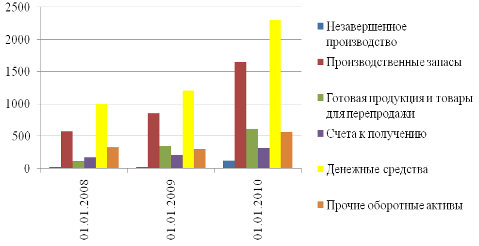 2500
2000
1500
1000
500
0
01.01.2008
01.01.2009
01.01.2010
Незавершенное
производство
Производственные запасы
Готовая продукция и товары
для перепродажи
Счета к получению
Денежные средства
Прочие оборотные активы